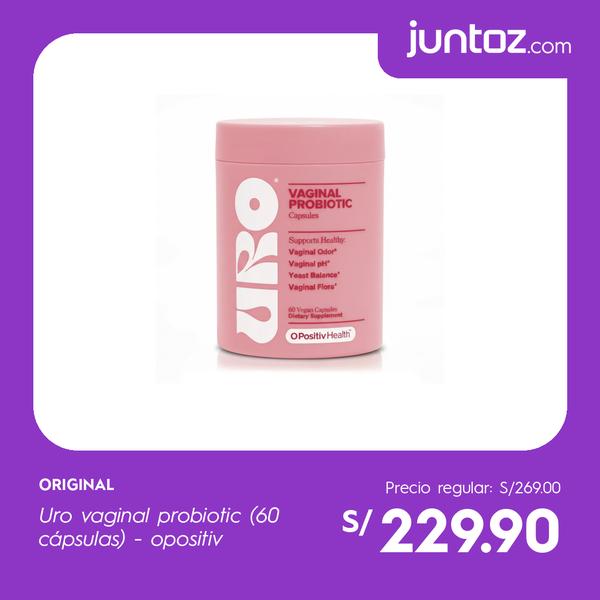 juntoz.com
URO
VAGINAL
PROBIOTIC
Capsules
Supports Healthy:
Vaginal Odor*
Vaginal pH*
Yeast Balance*
Vaginal Flora*
60 Vegan Capsules
Dietary Supplement
OPositivHealth™
ORIGINAL
Uro vaginal probiotic (60
cápsulas) - opositiv
Precio regular: S/269.00
S/ 229.90